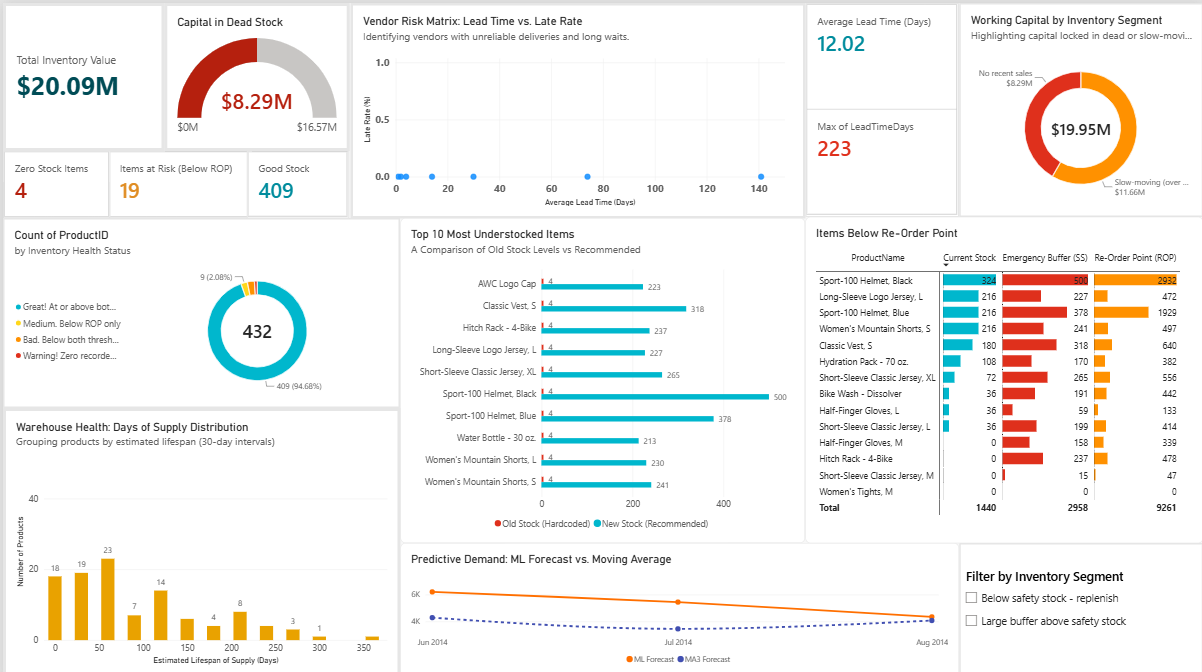 Total Inventory Value
$20.09M
Capital in Dead Stock
$8.29M
$0M
$16.57M
Zero Stock Items
4
Items at Risk (Below ROP)
19
Good Stock
409
Vendor Risk Matrix: Lead Time vs. Late Rate
Identifying vendors with unreliable deliveries and long waits.
Late Rate (%)
1.0
0.5
0.0
0 20 40 60 80 100 120 140
Average Lead Time (Days)
Average Lead Time (Days)
12.02
Max of LeadTimeDays
223
Working Capital by Inventory Segment
Highlighting capital locked in dead or slow-movi...
No recent sales
$8.29M
$19.95M
Slow-moving (over ...
$11.66M
Count of ProductID
by Inventory Health Status
Great! At or above bot...
Medium. Below ROP only
Bad. Below both thresh...
Warning! Zero recorde...
9 (2.08%)
432
409 (94.68%)
Top 10 Most Understocked Items
A Comparison of Old Stock Levels vs Recommended
AWC Logo Cap 4 223
Classic Vest, S 4 318
Hitch Rack - 4-Bike 4 237
Long-Sleeve Logo Jersey, L 4 227
Short-Sleeve Classic Jersey, XL 4 265
Sport-100 Helmet, Black 4 500
Sport-100 Helmet, Blue 4 378
Water Bottle - 30 oz. 4 213
Women's Mountain Shorts, L 4 230
Women's Mountain Shorts, S 4 241
0 200 400
Old Stock (Hardcoded) New Stock (Recommended)
Items Below Re-Order Point
ProductName Current Stock Emergency Buffer (SS) Re-Order Point (ROP)
Sport-100 Helmet, Black 324 500 2932
Long-Sleeve Logo Jersey, L 216 227 472
Sport-100 Helmet, Blue 216 378 1929
Women's Mountain Shorts, S 216 241 497
Classic Vest, S 180 318 640
Hydration Pack - 70 oz. 108 170 382
Short-Sleeve Classic Jersey, XL 72 265 556
Bike Wash - Dissolver 36 191 442
Half-Finger Gloves, L 36 59 133
Short-Sleeve Classic Jersey, L 36 199 414
Half-Finger Gloves, M 0 158 339
Hitch Rack - 4-Bike 0 237 478
Short-Sleeve Classic Jersey, M 0 15 47
Women's Tights, M 0 0 0
Total 1440 2958 9261
Warehouse Health: Days of Supply Distribution
Grouping products by estimated lifespan (30-day intervals)
Number of Products
40
20
0
18 19 23 7 14 4 8 3 1
0 50 100 150 200 250 300 350
Estimated Lifespan of Supply (Days)
Predictive Demand: ML Forecast vs. Moving Average
6K
4K
Jun 2014 Jul 2014 Aug 2014
ML Forecast MA3 Forecast
Filter by Inventory Segment
Below safety stock - replenish
Large buffer above safety stock